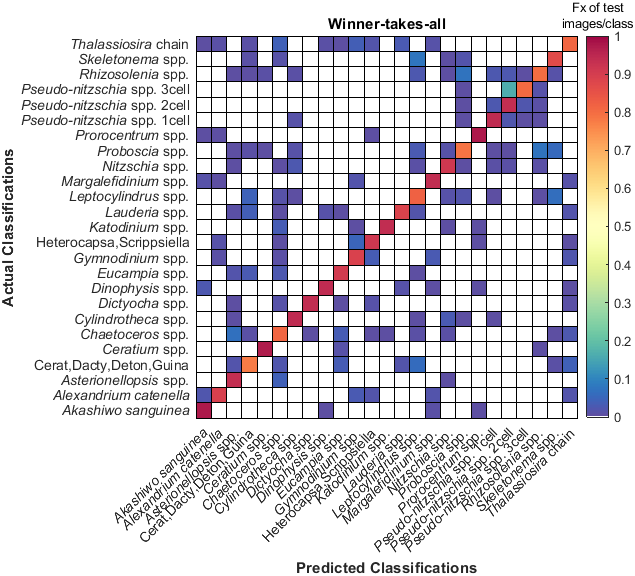 Winner-takes-all
Fx of test
images/class
Actual Classifications
Thalassiosira chain
Skeletonema spp.
Rhizosolenia spp.
Pseudo-nitzschia spp. 3cell
Pseudo-nitzschia spp. 2cell
Pseudo-nitzschia spp. 1cell
Prorocentrum spp.
Proboscia spp.
Nitzschia spp.
Margalefidinium spp.
Leptocylindrus spp.
Lauderia spp.
Katodinium spp.
Heterocapsa,Scrippsiella
Gymnodinium spp.
Eucampia spp.
Dinophysis spp.
Dictyocha spp.
Cylindrotheca spp.
Chaetoceros spp.
Ceratium spp.
Cerat,Dacty,Deton,Guina
Asterionellopsis spp.
Alexandrium catenella
Akashiwo sanguinea
1
0.9
0.8
0.7
0.6
0.5
0.4
0.3
0.2
0.1
0
Akashiwo sanguinea
Alexandrium catenella
Asterionellopsis spp
Cerat,Dacty Deton,Guina
Ceratium spp
Chaetoceros spp
Cylindrotheca spp
Dictyocha spp
Dinophysis spp
Eucampia spp
Gymnodinium spp
Heterocapsa,Scrippsiella
Katodinium spp
Lauderia spp
Leptocylindrus spp
Margalefidinium spp
Nitzschia spp
Proboscia spp
Prorocentrum spp
Pseudo-nitzschia spp. 1cell
Pseudo-nitzschia spp. 2cell
Pseudo-nitzschia spp. 3cell
Rhizosolenia spp
Skeletonema spp
Thalassiosira chain
Predicted Classifications